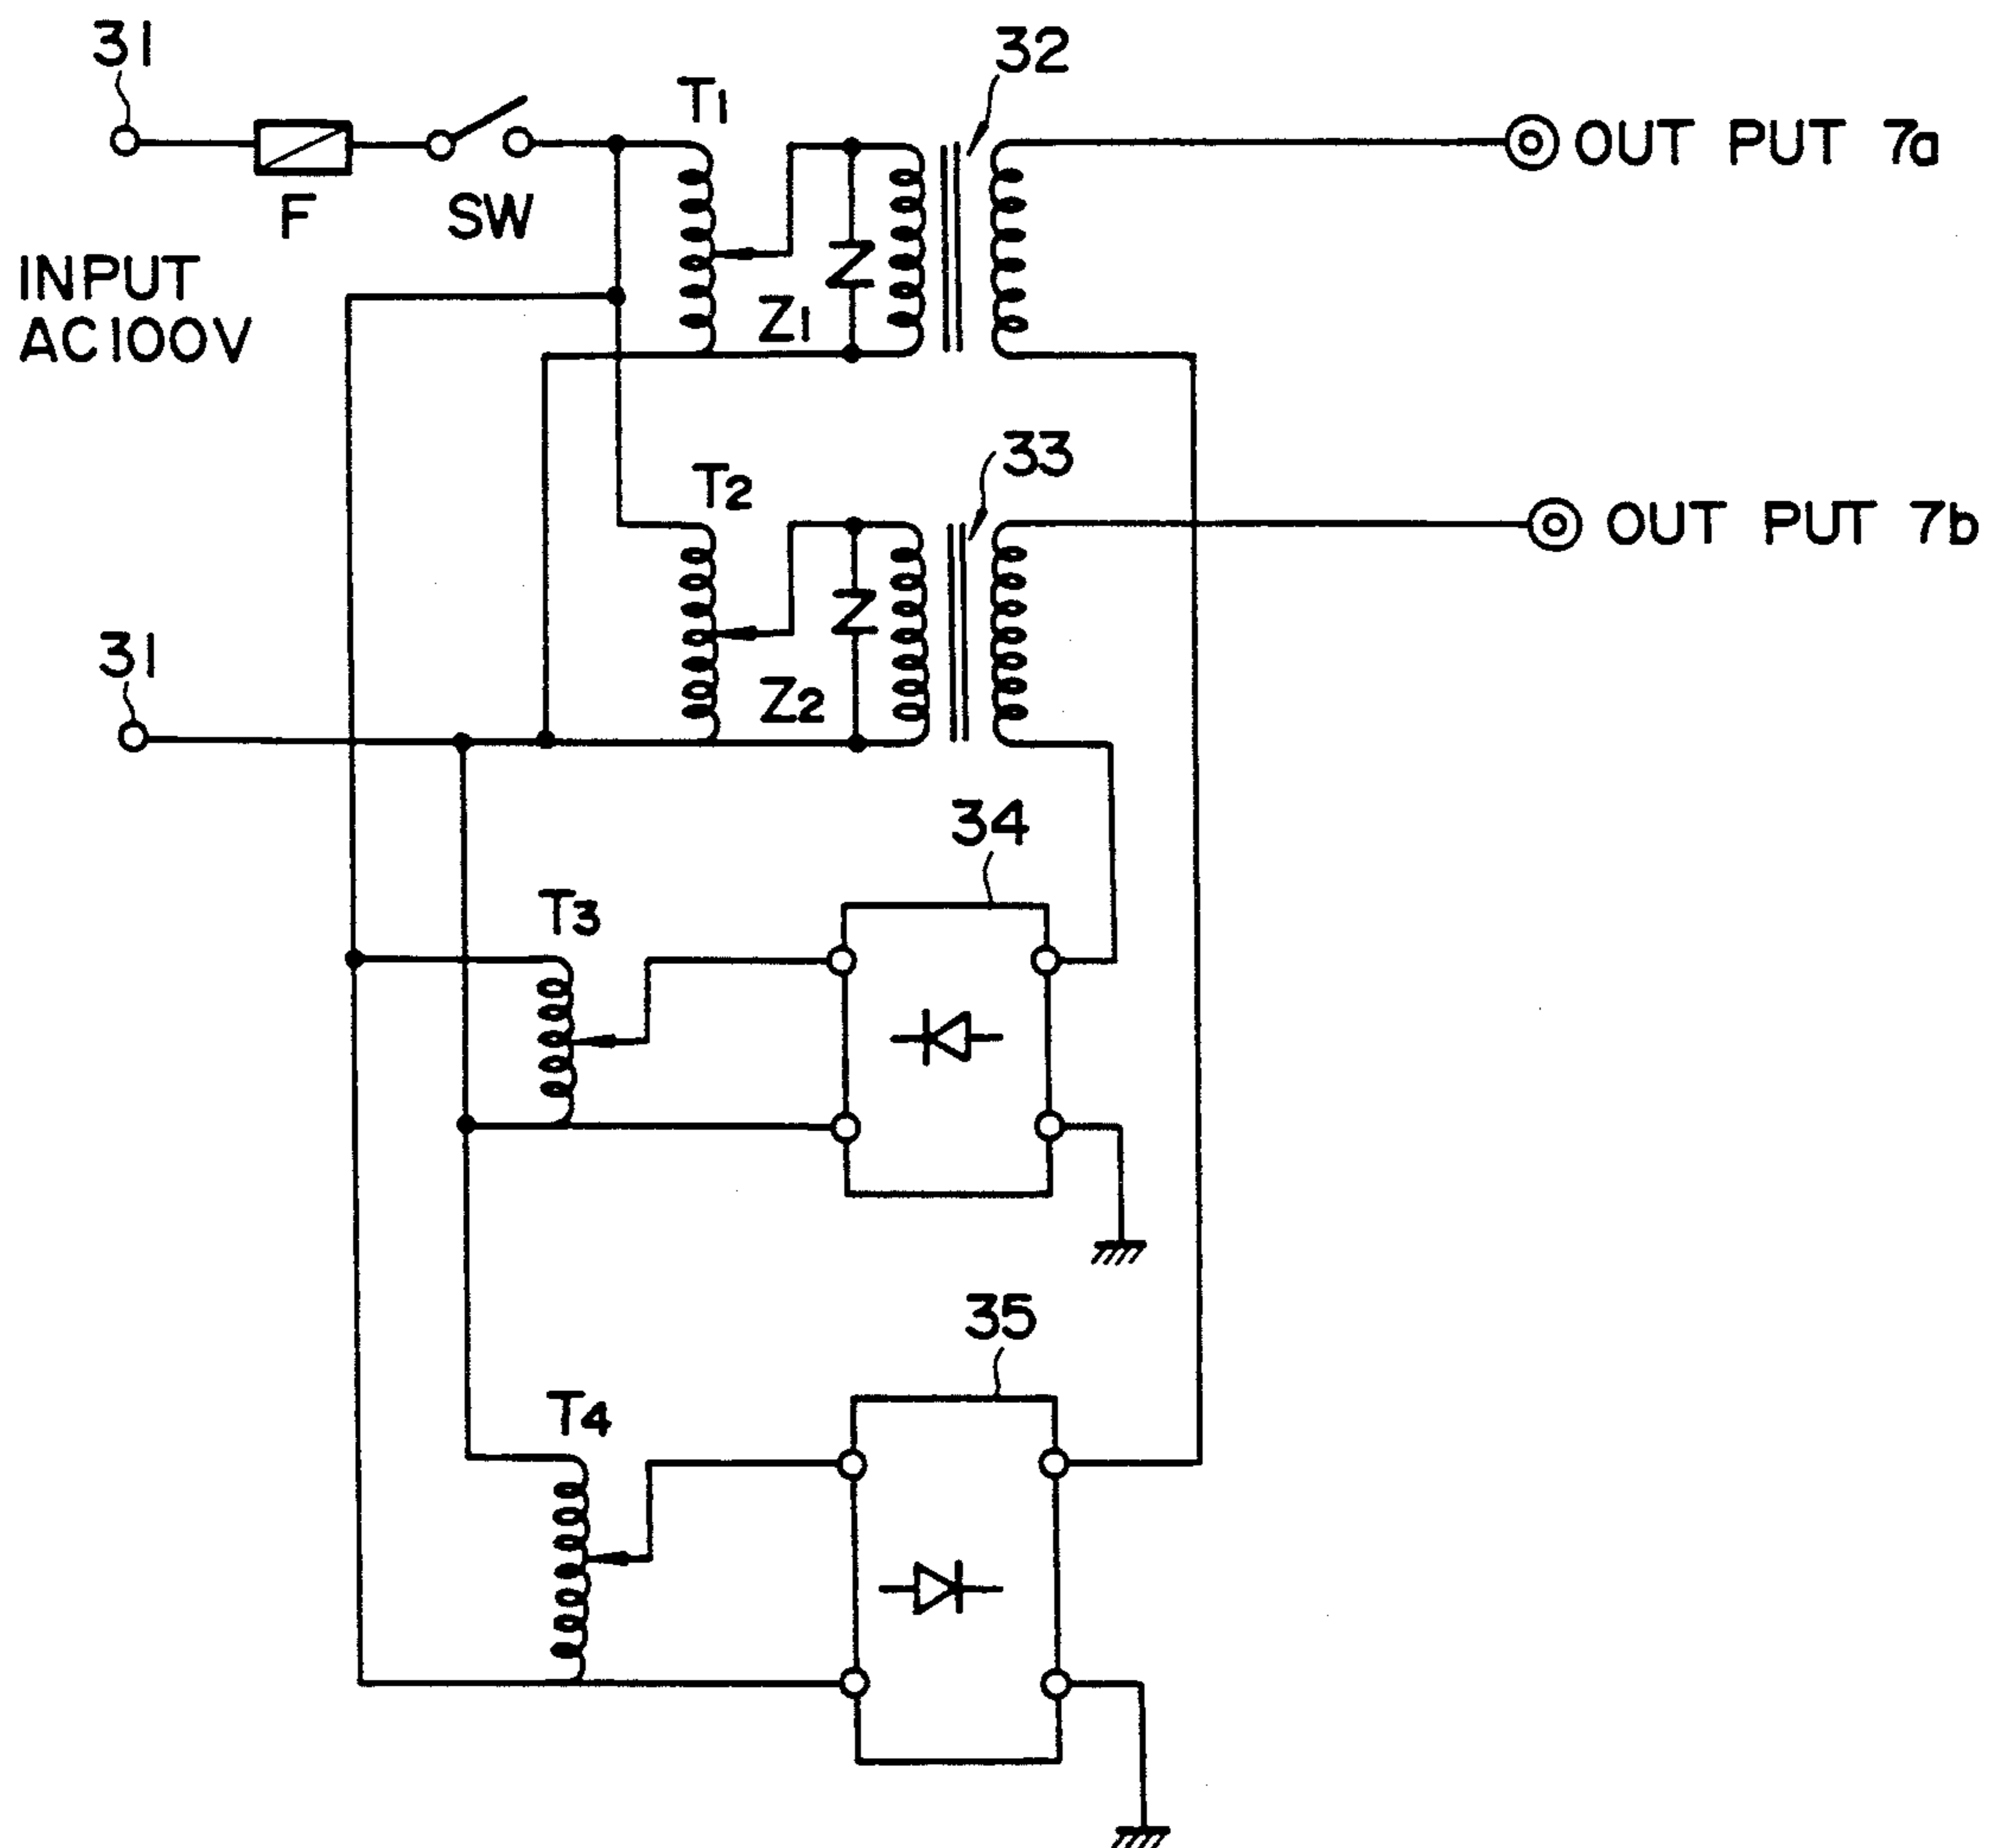 31
32
T1
OUT PUT 7a
F
SW
INPUT
AC100V
Z
Z1
33
T2
OUT PUT 7b
Z
Z2
31
34
T3
35
T4